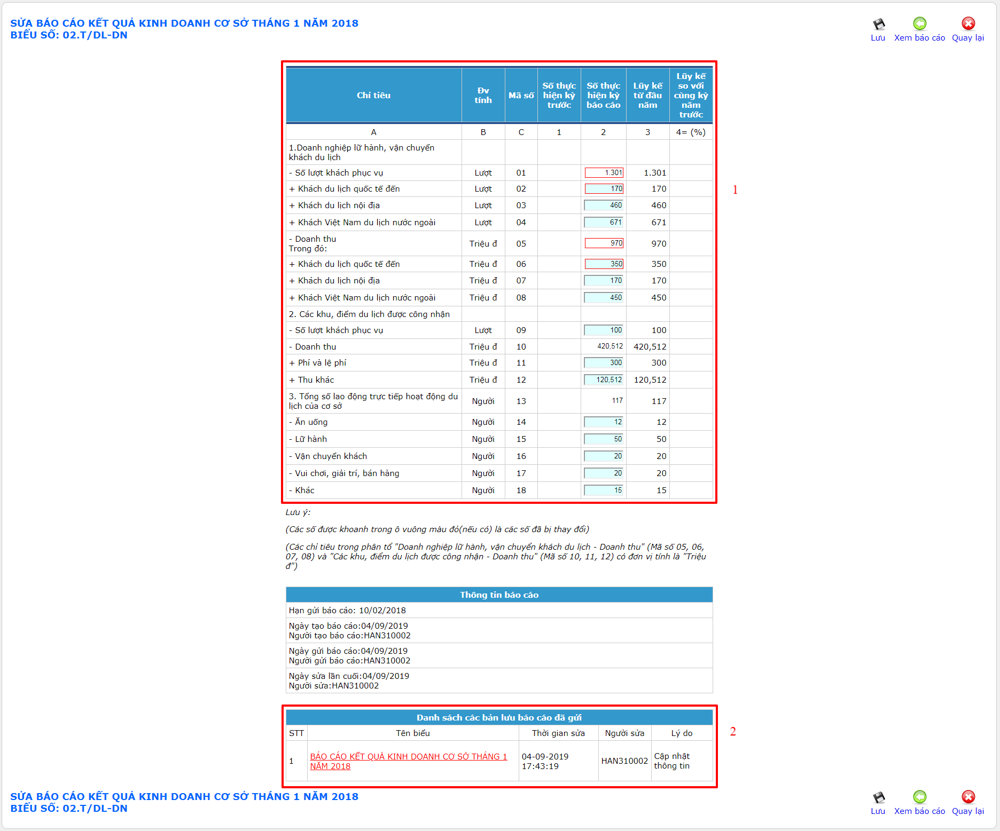 SỬA BÁO CÁO KẾT QUẢ KINH DOANH CƠ SỞ THÁNG 1 NĂM 2018
BIỂU SỐ: 02.T/DL-DN
Lưu Xem báo cáo Quay lại
Chỉ tiêu Đv tính Mã số Số thực hiện kỳ trước Số thực hiện kỳ báo cáo Lũy kế từ đầu năm Lũy kế so với cùng kỳ năm trước
A B C 1 2 3 4= (%)
1.Doanh nghiệp lữ hành, vận chuyển
khách du lịch
- Số lượt khách phục vụ Lượt 01 1.301 1.301
+ Khách du lịch quốc tế đến Lượt 02 170 170
1
+ Khách du lịch nội địa Lượt 03 460 460
+ Khách Việt Nam du lịch nước ngoài Lượt 04 671 671
- Doanh thu
Trong đó: Triệu đ 05 970 970
+ Khách du lịch quốc tế đến Triệu đ 06 350 350
+ Khách du lịch nội địa Triệu đ 07 170 170
+ Khách Việt Nam du lịch nước ngoài Triệu đ 08 450 450
2. Các khu, điểm du lịch được công nhận
- Số lượt khách phục vụ Lượt 09 100 100
- Doanh thu Triệu đ 10 420,512 420,512
+ Phí và lệ phí Triệu đ 11 300 300
+ Thu khác Triệu đ 12 120,512 120,512
3. Tổng số lao động trực tiếp hoạt động du
lịch của cơ sở Người 13 117 117
- Ăn uống Người 14 12 12
- Lữ hành Người 15 50 50
- Vận chuyển khách Người 16 20 20
- Vui chơi, giải trí, bán hàng Người 17 20 20
- Khác Người 18 15 15
Lưu ý:
(Các số được khoanh trong ô vuông màu đỏ(nếu có) là các số đã bị thay đổi)
(Các chỉ tiêu trong phân tổ "Doanh nghiệp lữ hành, vận chuyển khách du lịch - Doanh thu" (Mã số 05, 06,
07, 08) và "Các khu, điểm du lịch được công nhận - Doanh thu" (Mã số 10, 11, 12) có đơn vị tính là "Triệu
đ")
Thông tin báo cáo
Hạn gửi báo cáo: 10/02/2018
Ngày tạo báo cáo:04/09/2019
Người tạo báo cáo:HAN310002
Ngày gửi báo cáo:04/09/2019
Người gửi báo cáo:HAN310002
Ngày sửa lần cuối:04/09/2019
Người sửa:HAN310002
Danh sách các bản lưu báo cáo đã gửi
STT Tên biểu Thời gian sửa Người sửa Lý do
2
1 BÁO CÁO KẾT QUẢ KINH DOANH CƠ SỞ THÁNG 1 NĂM 2018 04-09-2019 17:43:19 HAN310002 Cập nhật thông tin
SỬA BÁO CÁO KẾT QUẢ KINH DOANH CƠ SỞ THÁNG 1 NĂM 2018
BIỂU SỐ: 02.T/DL-DN
Lưu Xem báo cáo Quay lại